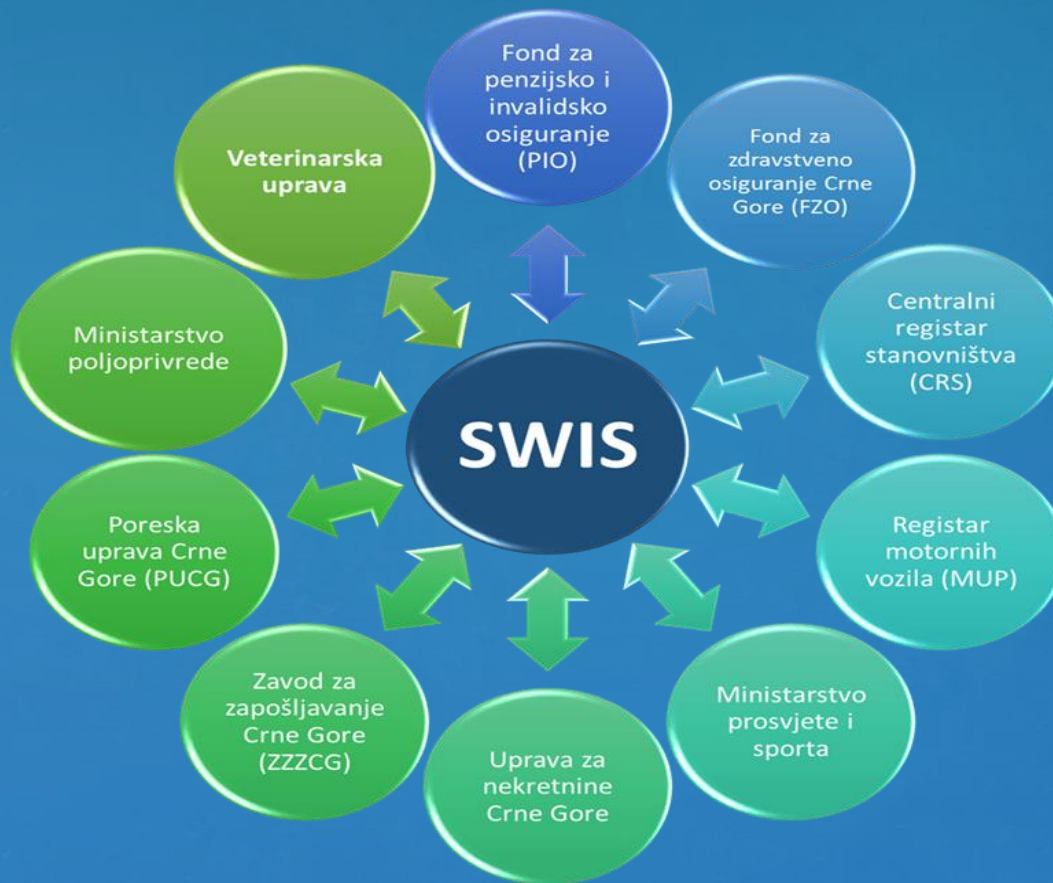 Fond za
penzijsko i
invalidsko
osiguranje
(PIO)
Fond za
zdravstveno
osiguranje Crne
Gore (FZO)
Centralni
registar
stanovništva
(CRS)
Registar
motornih
vozila (MUP)
Ministarstvo
prosvjete i
sporta
Uprava za
nekretnine
Crne Gore
Zavod za
zapošljavanje
Crne Gore
(ZZZCG)
Poreska
uprava Crne
Gore (PUCG)
Ministarstvo
poljoprivrede
Veterinarska
uprava
SWIS